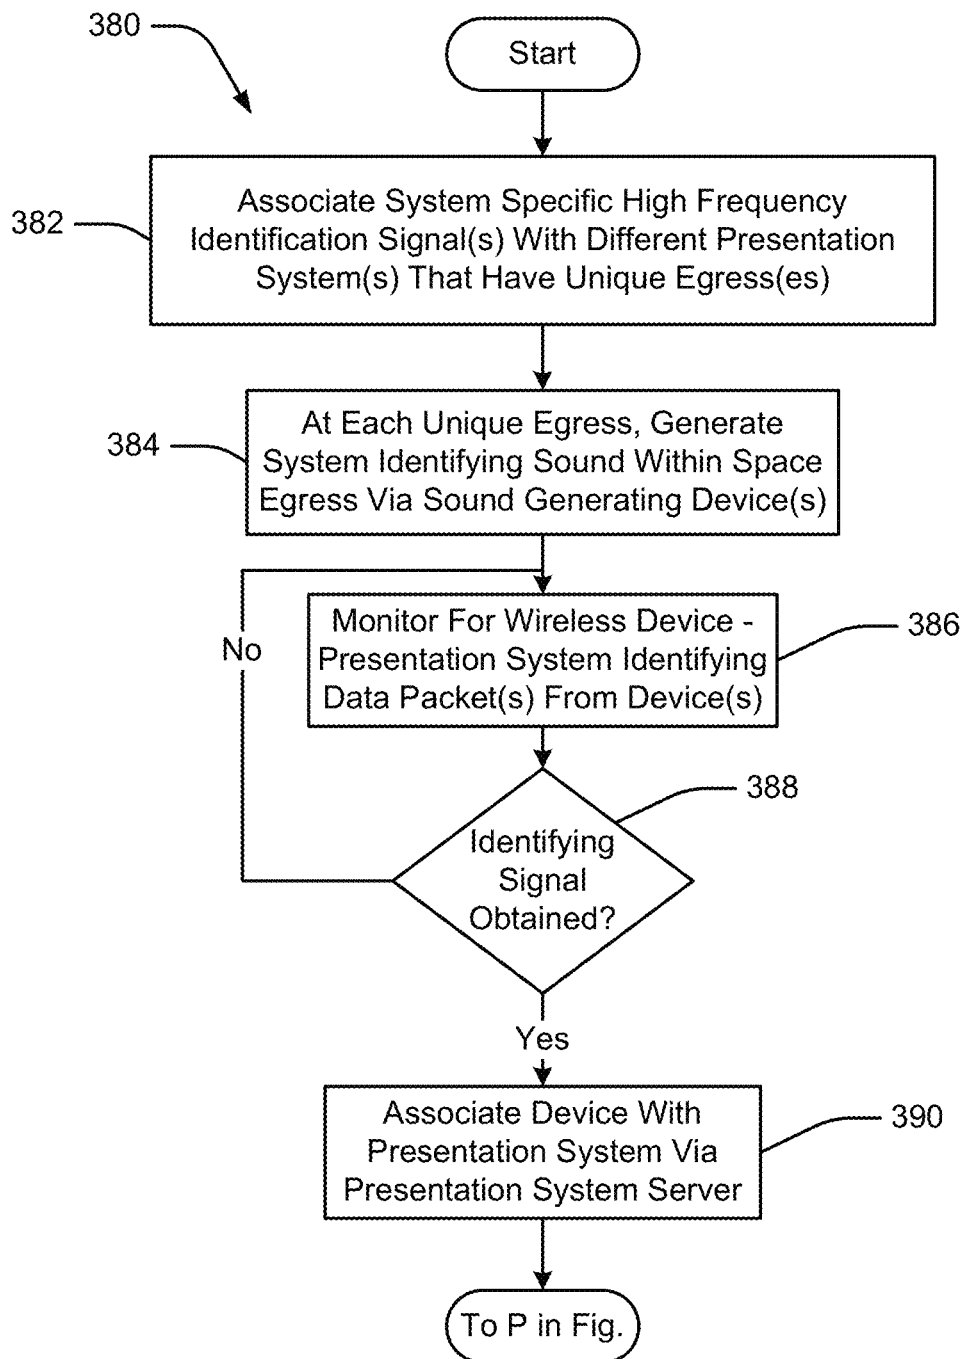 380
Start
382
Associate System Specific High Frequency
Identification Signal(s) With Different Presentation
System(s) That Have Unique Egress(es)
384
At Each Unique Egress, Generate
System Identifying Sound Within Space
Egress Via Sound Generating Device(s)
No
Monitor For Wireless Device -
Presentation System Identifying
Data Packet(s) From Device(s)
386
388
Identifying
Signal
Obtained?
Yes
Associate Device With
Presentation System Via
Presentation System Server
390
To P in Fig.